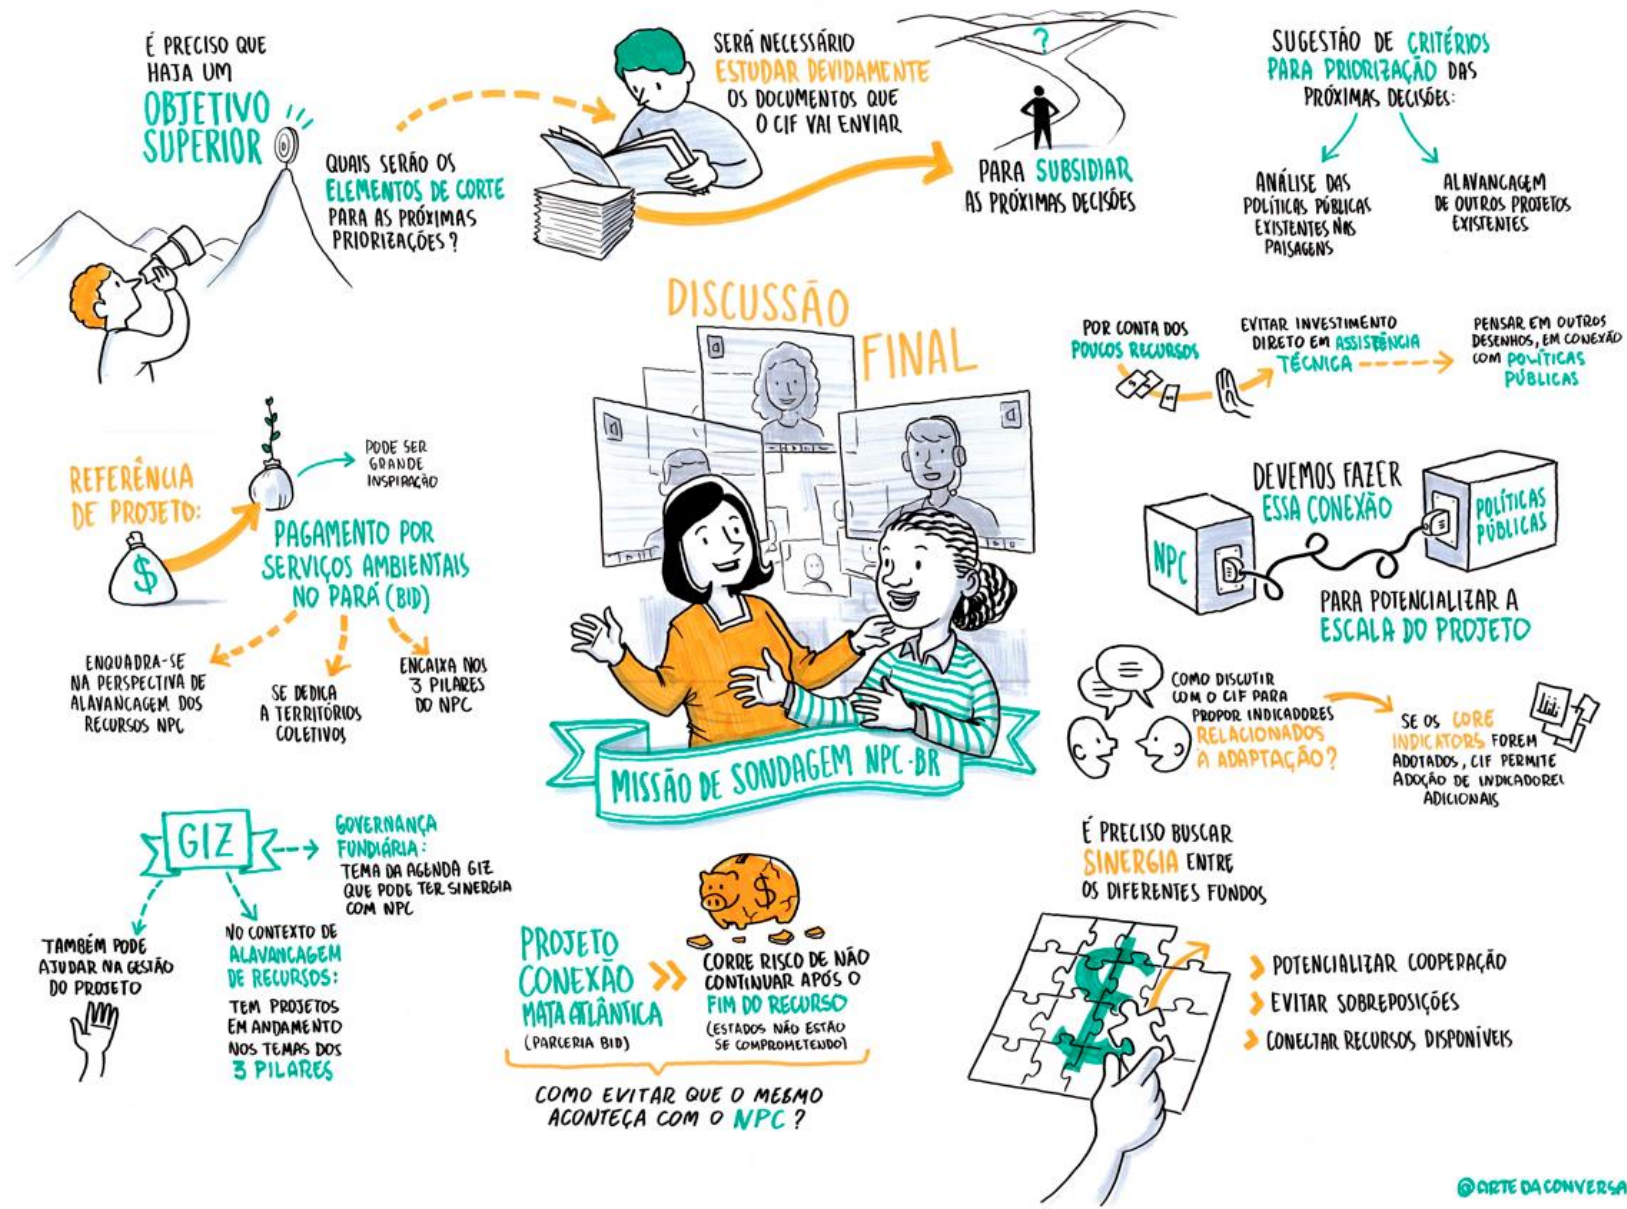 É PRECISO QUE
HAJA UM
OBJETIVO
SUPERIOR
QUAIS SERÃO OS
ELEMENTOS DE CORTE
PARA AS PRÓXIMAS
PRIORIZAÇÕES?
SERÁ NECESSÁRIO
ESTUDAR DEVIDAMENTE
OS DOCUMENTOS QUE
O CIF VAI ENVIAR
?
PARA SUBSIDIAR
AS PRÓXIMAS DECISÕES
SUGESTÃO DE CRITÉRIOS
PARA PRIORIZAÇÃO DAS
PRÓXIMAS DECISÕES:
ANÁLISE DAS
POLÍTICAS PÚBLICAS
EXISTENTES NAS
PAISAGENS
ALAVANCAGEM
DE OUTROS PROJETOS
EXISTENTES
DISCUSSÃO
FINAL
MISSÃO DE SONDAGEM NPC-BR
POR CONTA DOS
POUCOS RECURSOS
EVITAR INVESTIMENTO
DIRETO EM ASSISTÊNCIA
TÉCNICA
PENSAR EM OUTROS
DESENHOS, EM CONEXÃO
COM POLÍTICAS
PÚBLICAS
REFERÊNCIA
DE PROJETO:
$
PODE SER
GRANDE
INSPIRAÇÃO
PAGAMENTO POR
SERVIÇOS AMBIENTAIS
NO PARÁ (BID)
ENQUADRA-SE
NA PERSPECTIVA DE
ALAVANCAGEM DOS
RECURSOS NPC
SE DEDICA
A TERRITÓRIOS
COLETIVOS
ENCAIXA NOS
3 PILARES
DO NPC
DEVEMOS FAZER
ESSA CONEXÃO
NPC
POLÍTICAS
PÚBLICAS
PARA POTENCIALIZAR A
ESCALA DO PROJETO
COMO DISCUTIR
COM O CIF PARA
PROPOR INDICADORES
RELACIONADOS
À ADAPTAÇÃO?
SE OS CORE
INDICATORS FOREM
ADOTADOS, CIF PERMITE
ADOÇÃO DE INDICADORES
ADICIONAIS
GIZ
GOVERNANÇA
FUNDIÁRIA:
TEMA DA AGENDA GIZ
QUE PODE TER SINERGIA
COM NPC
TAMBÉM PODE
AJUDAR NA GESTÃO
DO PROJETO
NO CONTEXTO DE
ALAVANCAGEM
DE RECURSOS:
TEM PROJETOS
EM ANDAMENTO
NOS TEMAS DOS
3 PILARES
PROJETO
CONEXÃO
MATA ATLÂNTICA
(PARCERIA BID)
$
CORRE RISCO DE NÃO
CONTINUAR APÓS O
FIM DO RECURSO
(ESTADOS NÃO ESTÃO
SE COMPROMETENDO)
COMO EVITAR QUE O MESMO
ACONTEÇA COM O NPC?
É PRECISO BUSCAR
SINERGIA ENTRE
OS DIFERENTES FUNDOS
$
POTENCIALIZAR COOPERAÇÃO
EVITAR SOBREPOSIÇÕES
CONECTAR RECURSOS DISPONÍVEIS
@ARTEDACONVERSA